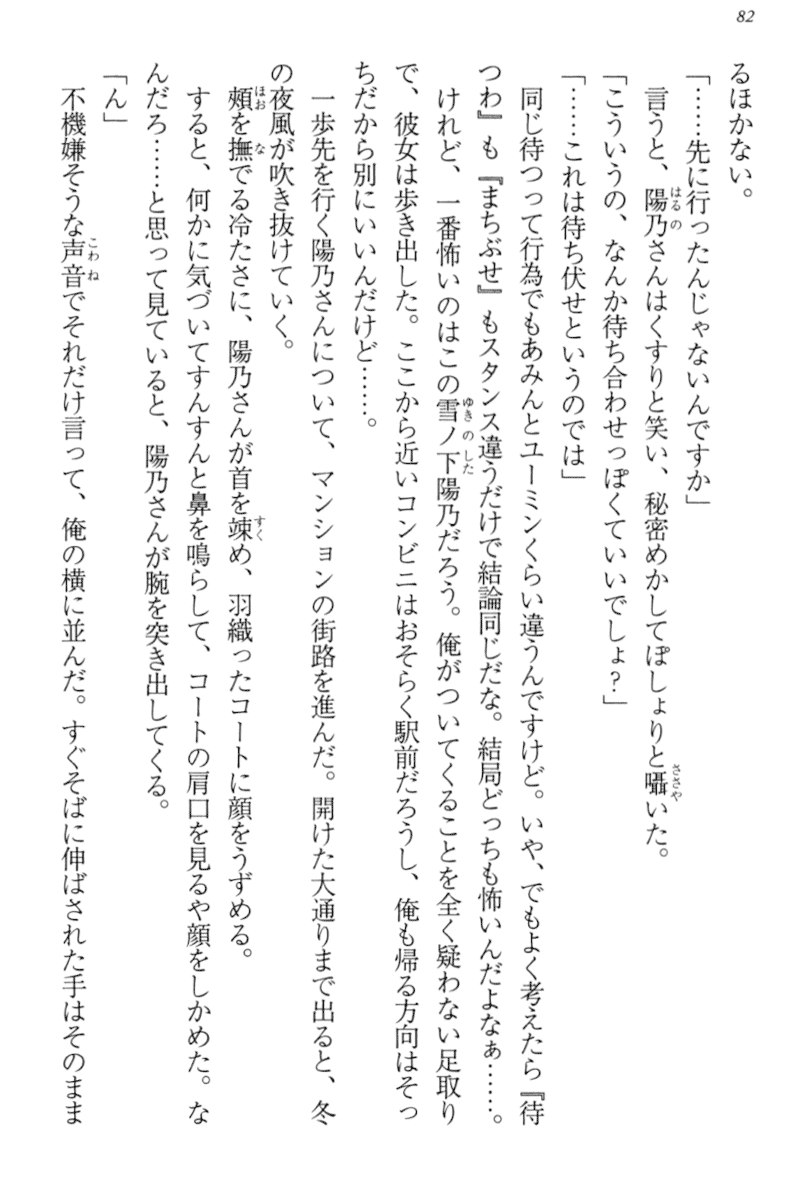 82
るほかない。
「……先に行ったんじゃないんですか」
言うと、陽乃さんはくすりと笑い、秘密めかしてぽしょりと囁いた。
「こういうの、なんか待ち合わせっぽくていいでしょ？」
「……これは待ち伏せというのでは」
同じ待つって行為でもあみんとユーミンくらい違うんですけど。いや、でもよく考えたら『待
つわ』も『まちぶせ』もスタンス違うだけで結論同じだな。結局どっちも怖いんだよなぁ……。
けれど、一番怖いのはこの雪ノ下陽乃だろう。俺がついてくることを全く疑わない足取り
で、彼女は歩き出した。ここから近いコンビニはおそらく駅前だろうし、俺も帰る方向はそっ
ちだから別にいいんだけど……。
一歩先を行く陽乃さんについて、マンションの街路を進んだ。開けた大通りまで出ると、冬
の夜風が吹き抜けていく。
頰を撫でる冷たさに、陽乃さんが首を竦め、羽織ったコートに顔をうずめる。
すると、何かに気づいてすんすんと鼻を鳴らして、コートの肩口を見るや顔をしかめた。な
んだろ……と思って見ていると、陽乃さんが腕を突き出してくる。
「ん」
不機嫌そうな声音でそれだけ言って、俺の横に並んだ。すぐそばに伸ばされた手はそのまま